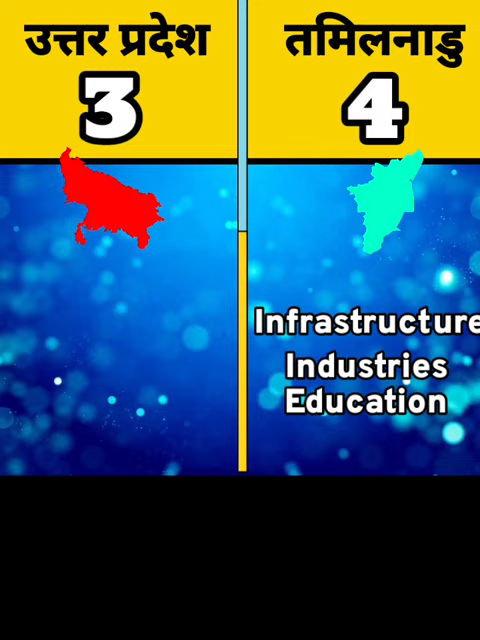 उत्तर प्रदेश
3
तमिलनाडु
4
Infrastructure
Industries
Education